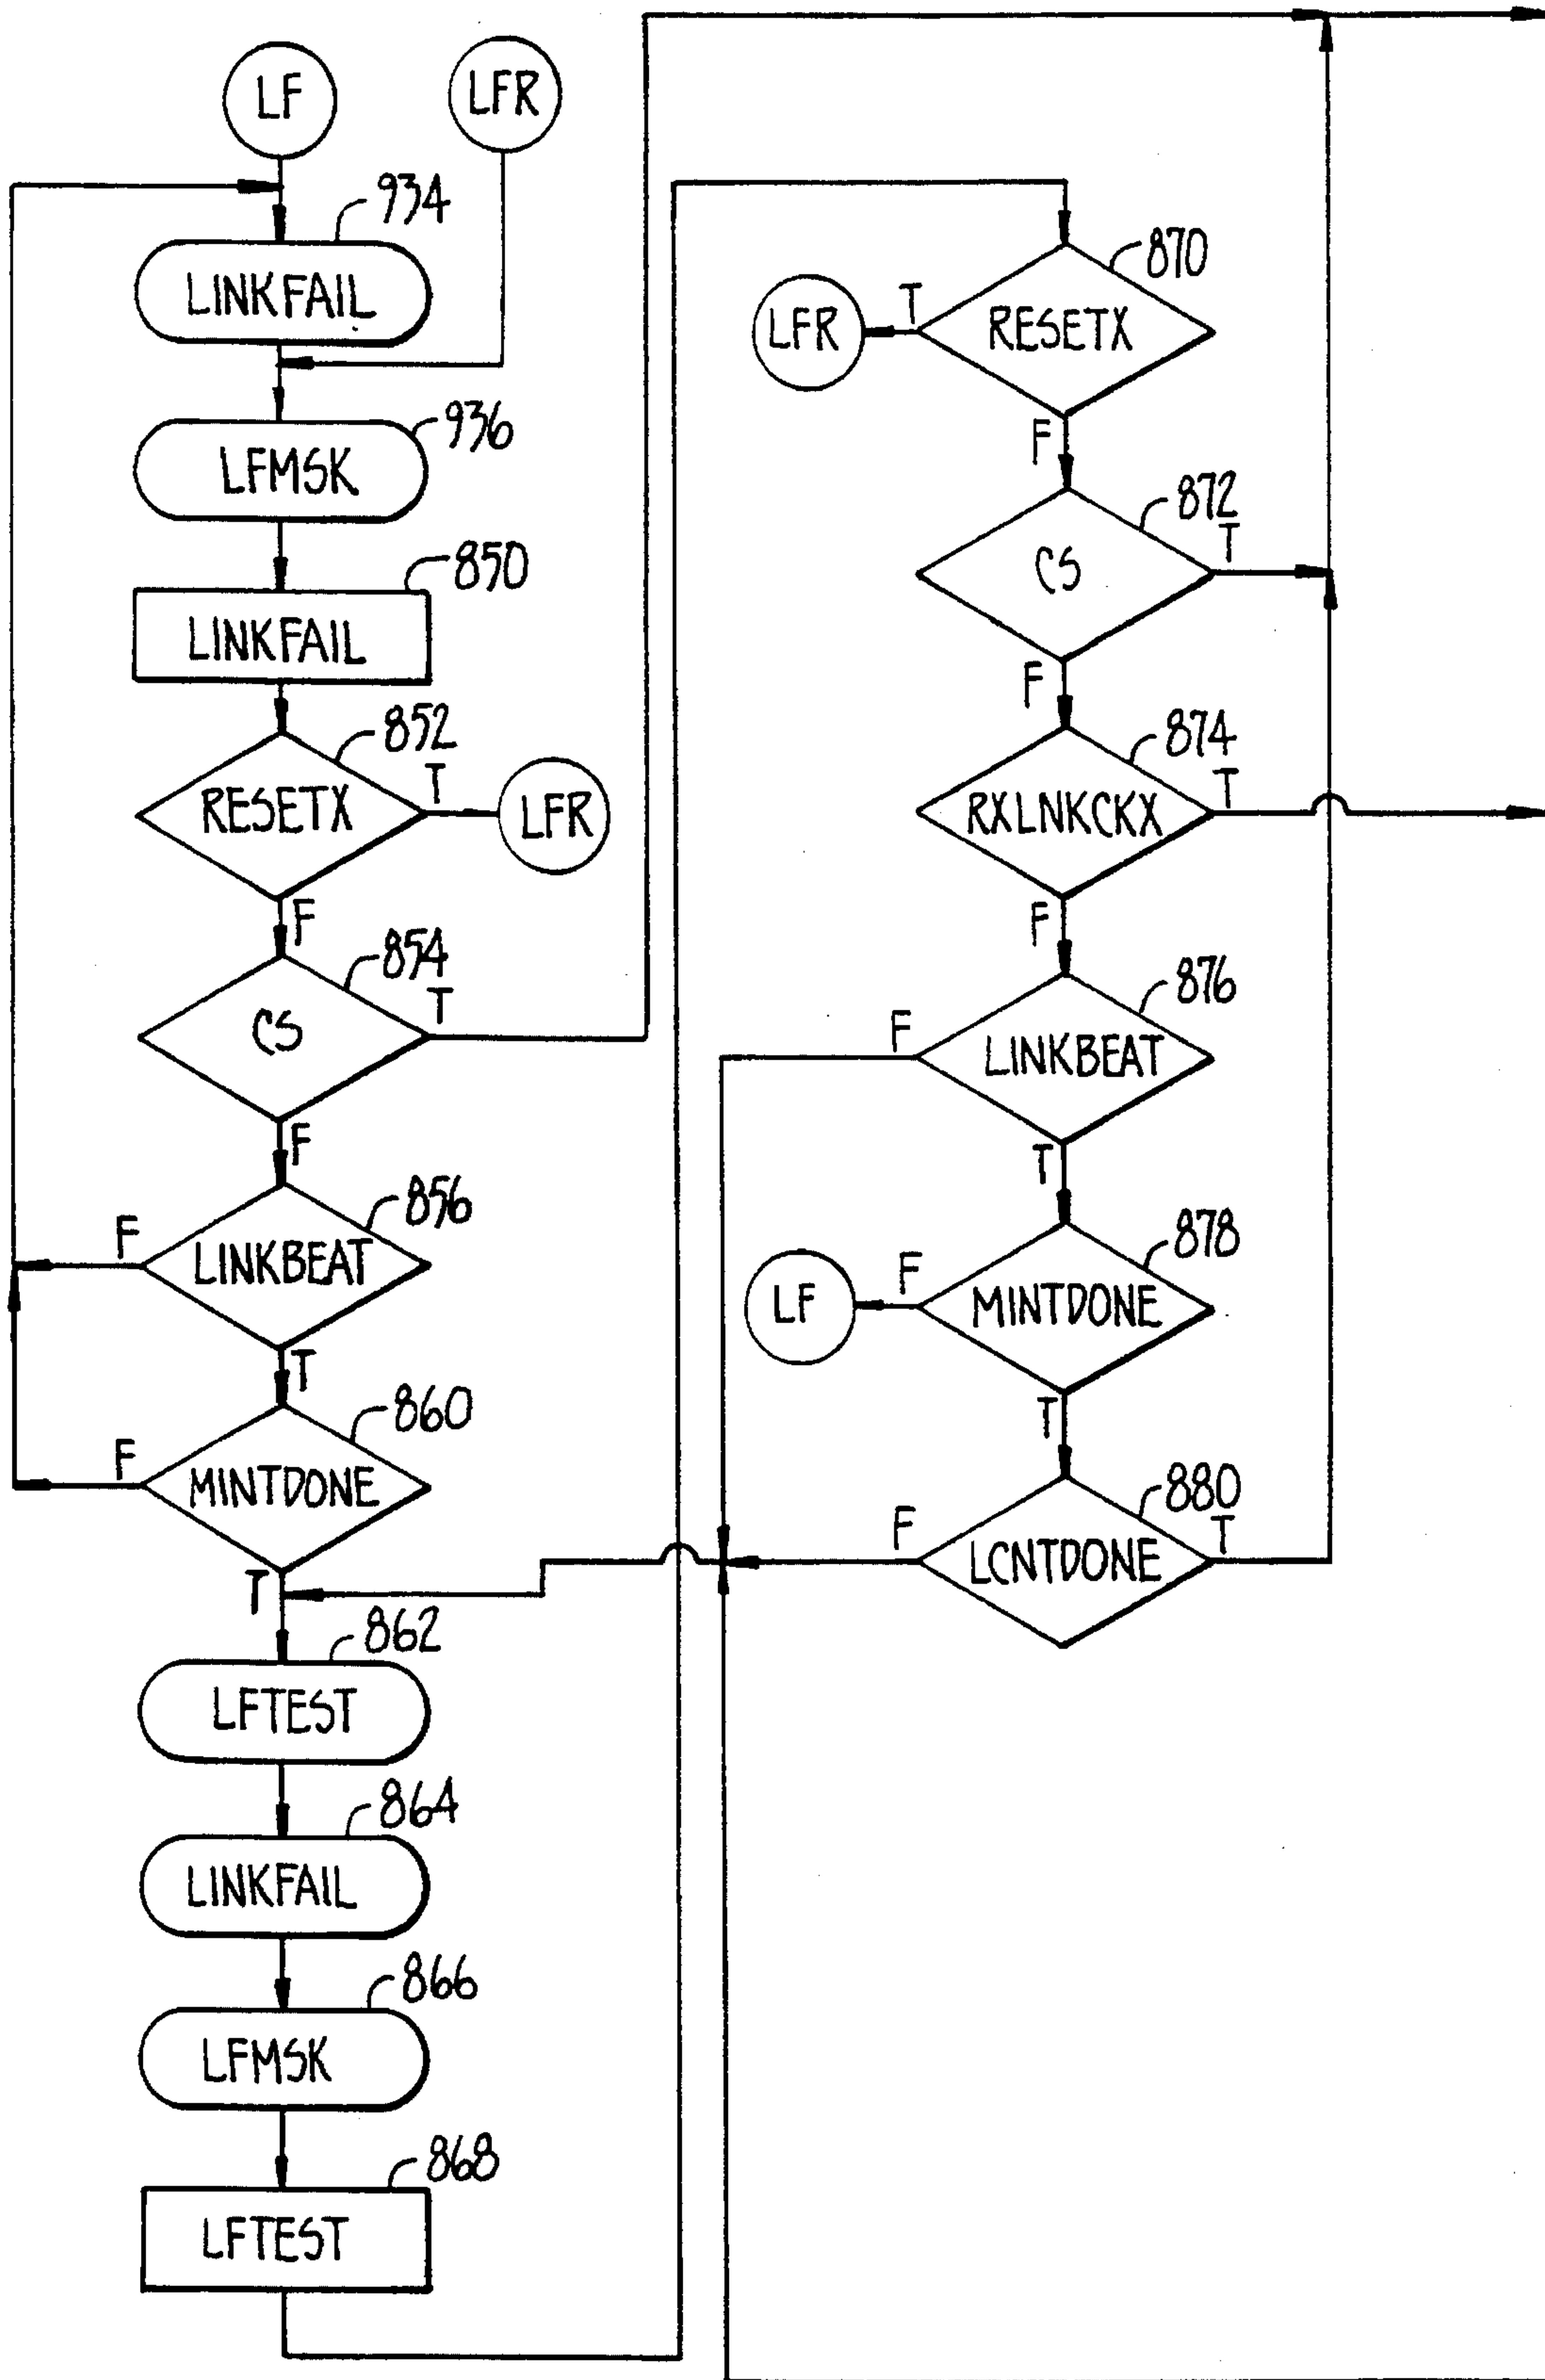 LF
LFR
934
LINKFAIL
936
LFMSK
850
LINKFAIL
852
RESETX
T
LFR
F
854
CS
T
F
856
LINKBEAT
F
T
860
MINTDONE
F
T
862
LFTEST
864
LINKFAIL
866
LFMSK
868
LFTEST
870
RESETX
T
LFR
F
872
CS
T
F
874
RXLNKCKX
T
F
876
LINKBEAT
F
T
878
MINTDONE
F
LF
T
880
LCNTDONE
F
T